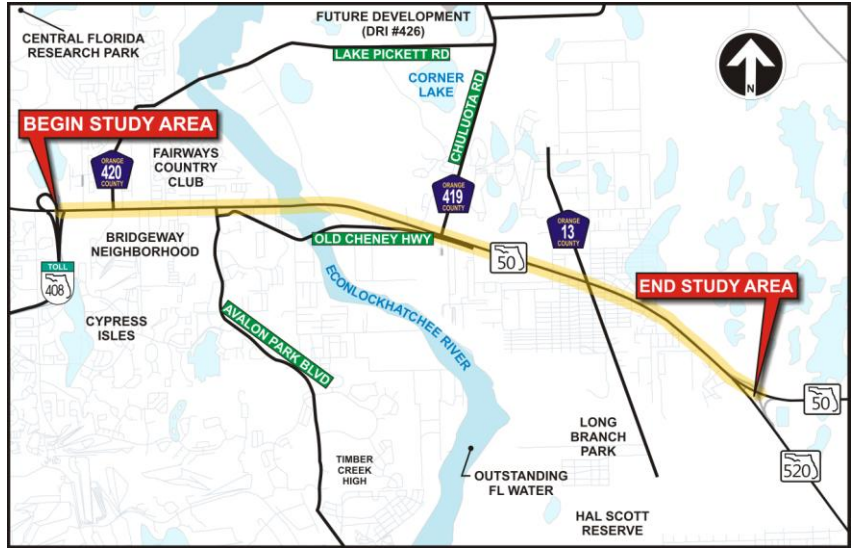 FUTURE DEVELOPMENT
(DRI #426)
CENTRAL FLORIDA
RESEARCH PARK
LAKE PICKETT RD
CORNER
LAKE
CHULUOTA RD
N
BEGIN STUDY AREA
FAIRWAYS
COUNTRY
CLUB
ORANGE
420
COUNTY
ORANGE
419
COUNTY
ORANGE
13
COUNTY
BRIDGEWAY
NEIGHBORHOOD
OLD CHENEY HWY
50
TOLL
408
END STUDY AREA
CYPRESS
ISLES
AVALON PARK BLVD
ECONLOCKHATCHEE RIVER
50
LONG
BRANCH
PARK
TIMBER
CREEK
HIGH
OUTSTANDING
FL WATER
520
HAL SCOTT
RESERVE